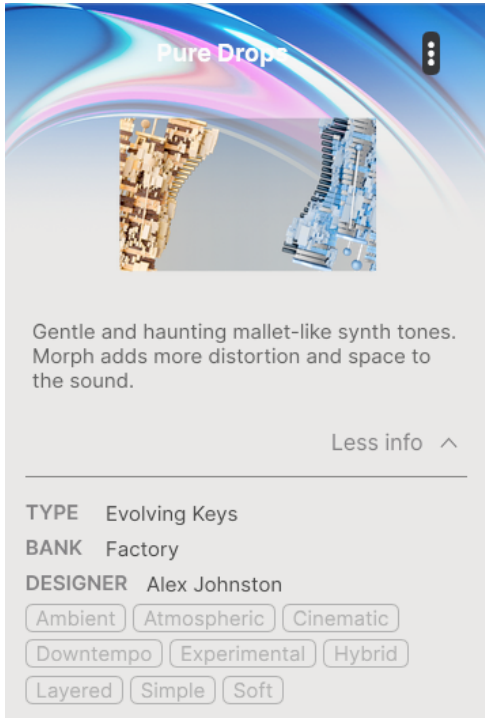 Pure Drops
Gentle and haunting mallet-like synth tones.
Morph adds more distortion and space to
the sound.
Less info
TYPE Evolving Keys
BANK Factory
DESIGNER Alex Johnston
Ambient Atmospheric Cinematic
Downtempo Experimental Hybrid
Layered Simple Soft